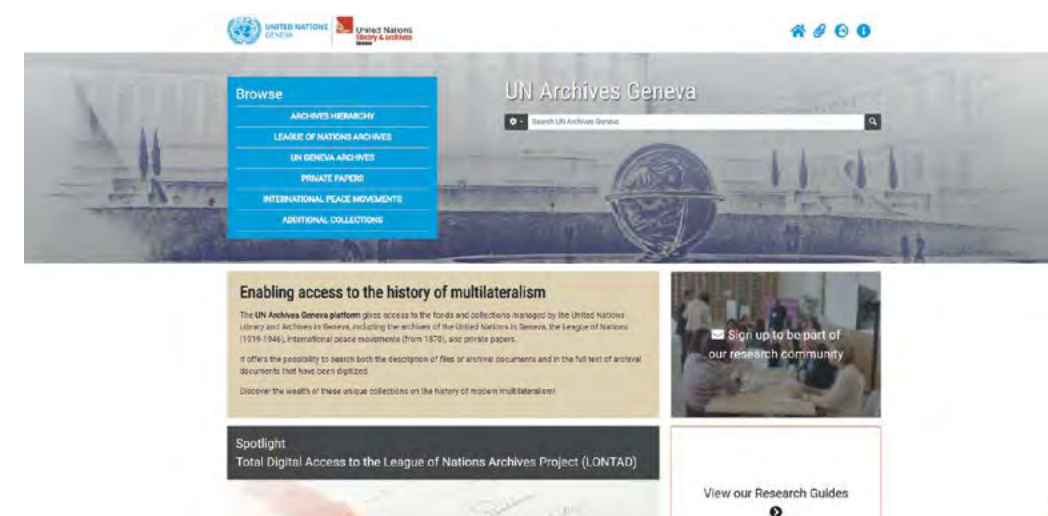 UNITED NATIONS
GENEVA
United Nations
library & archives
Geneva
Browse
ARCHIVES HIERARCHY
LEAGUE OF NATIONS ARCHIVES
UN GENEVA ARCHIVES
PRIVATE PAPERS
INTERNATIONAL PEACE MOVEMENTS
ADDITIONAL COLLECTIONS
UN Archives Geneva
Search UN Archives Geneva
Enabling access to the history of multilateralism
The UN Archives Geneva platform gives access to the fonds and collections managed by the United Nations
Library and Archives in Geneva, including the archives of the United Nations in Geneva, the League of Nations
(1919-1946), international peace movements (from 1870), and private papers.
It offers the possibility to search both the description of files or archival documents and in the full text of archival
documents that have been digitized.
Discover the wealth of these unique collections on the history of modern multilateralism!
Sign up to be part of
our research community
Spotlight
Total Digital Access to the League of Nations Archives Project (LONTAD)
View our Research Guides